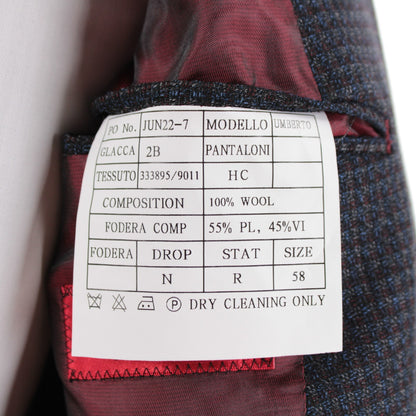 PO No. JUN22-7 MODELLO UMBERTO
GLACCA 2B PANTALONI
TESSUTO 333895/9011 HC
COMPOSITION 100% WOOL
FODERA COMP 55% PL, 45%VI
FODERA DROP STAT SIZE
N R 58
P DRY CLEANING ONLY